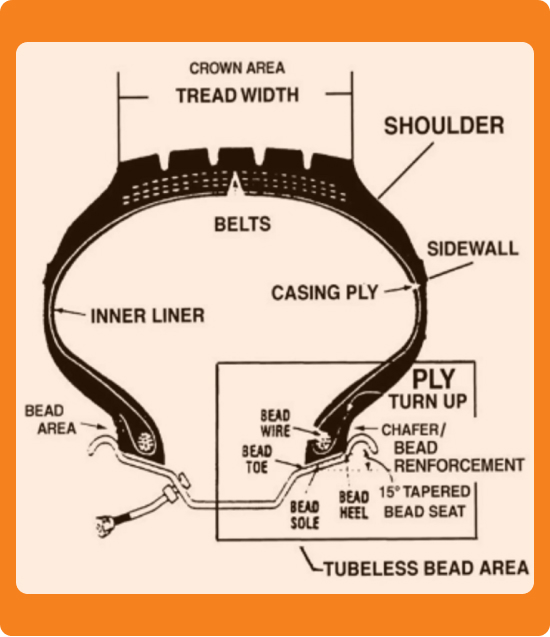 CROWN AREA
TREAD WIDTH
SHOULDER
BELTS
SIDEWALL
CASING PLY
INNER LINER
PLY
TURN UP
BEAD
AREA
BEAD
WIRE
CHAFER/
BEAD
RENFORCEMENT
BEAD
TOE
15° TAPERED
BEAD SEAT
BEAD
SOLE
BEAD
HEEL
TUBELESS BEAD AREA